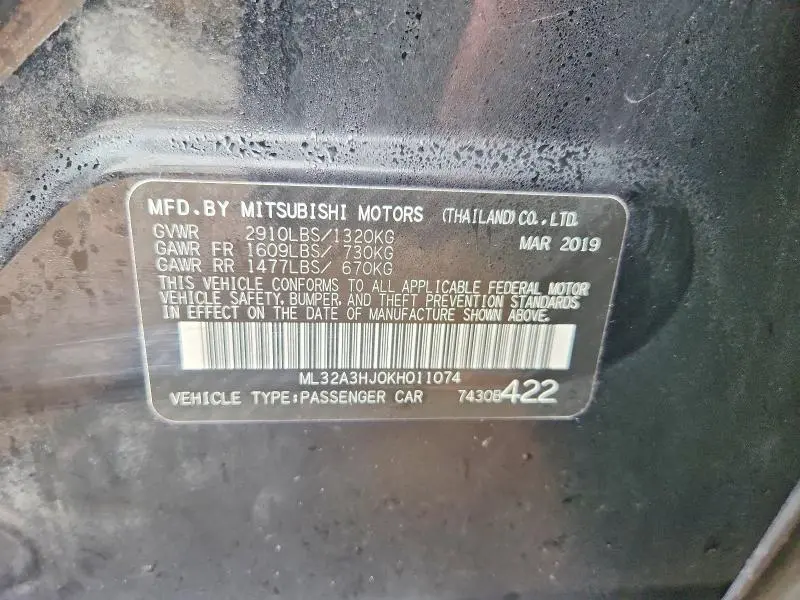 MFD. BY MITSUBISHI MOTORS (THAILAND) CO., LTD.
GVWR 2910LBS/1320KG MAR 2019
GAWR FR 1609LBS/ 730KG
GAWR RR 1477LBS/ 670KG
THIS VEHICLE CONFORMS TO ALL APPLICABLE FEDERAL MOTOR
VEHICLE SAFETY, BUMPER, AND THEFT PREVENTION STANDARDS
IN EFFECT ON THE DATE OF MANUFACTURE SHOWN ABOVE.
ML32A3HJ0KH011074
VEHICLE TYPE:PASSENGER CAR 7430B422